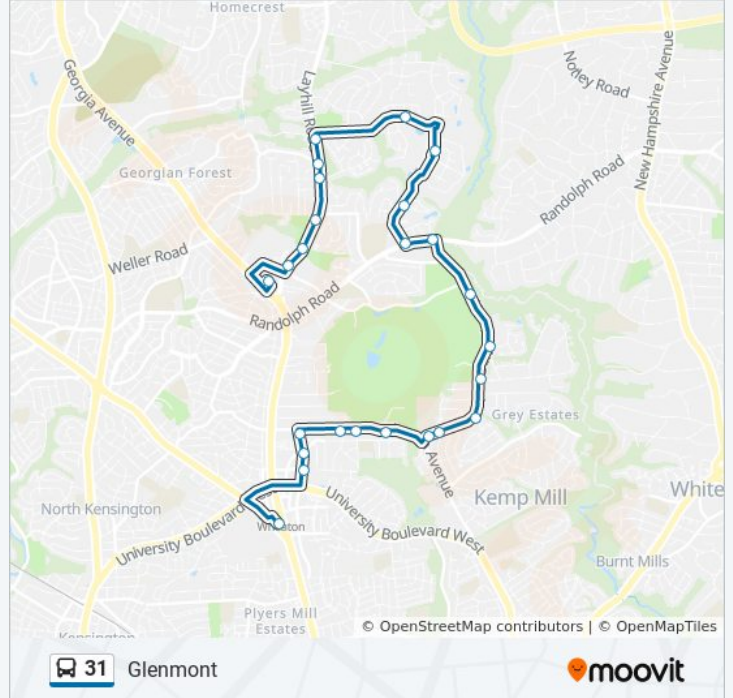 Homecrest
Georgia Avenue
Layhill R
Notley Road
New Hampshire Avenue
Georgian Forest
Randolph Road
Weller Road
Randolph Road
Grey Estates
Avenue
Kemp Mill
White
North Kensington
University Boulevard
University Boulevard West
Wheaton
Burnt Mills
Plyers Mill
Estates
Kensington
© OpenStreetMap contributors | © OpenMapTiles
31 Glenmont
moovit